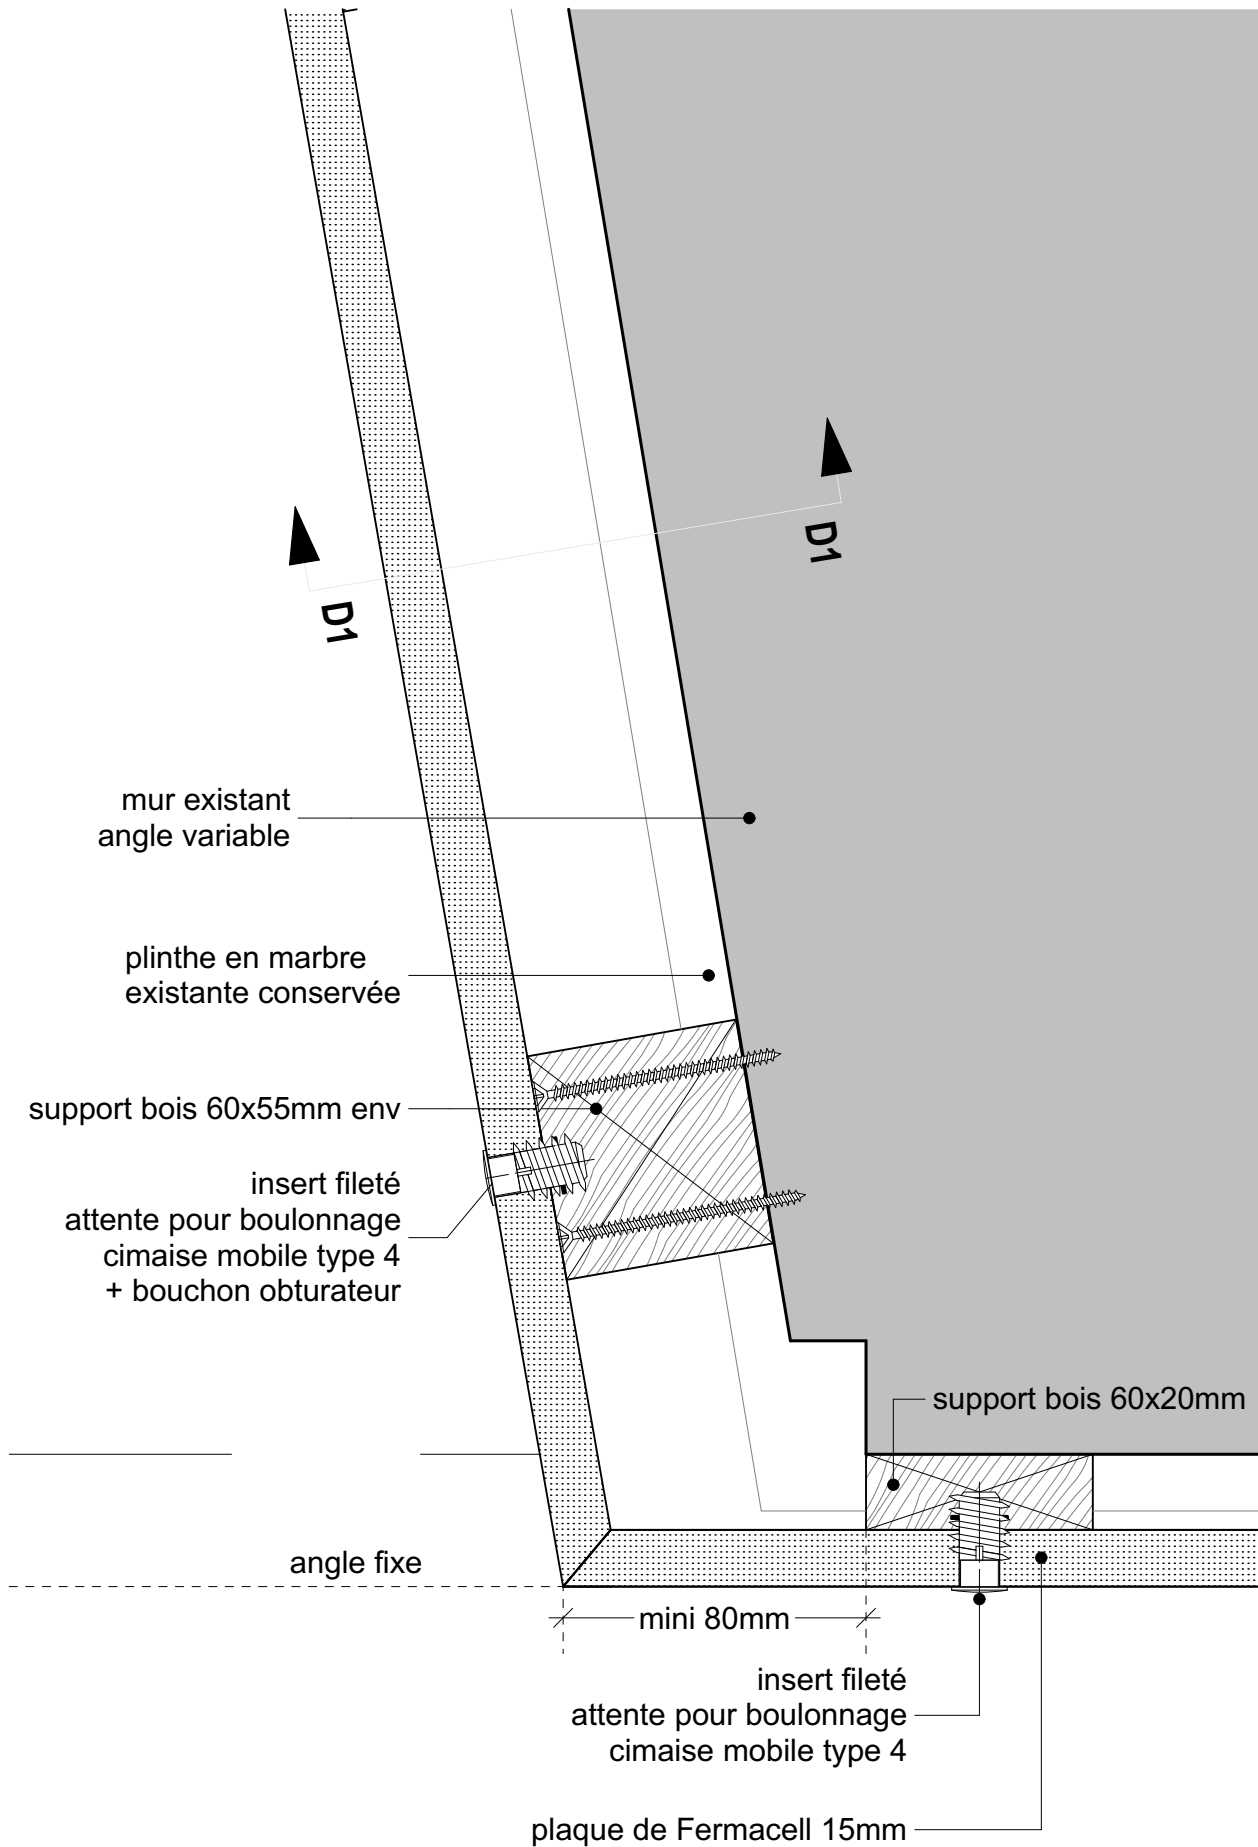 D1
D1
mur existant
angle variable
plinthe en marbre
existante conservée
support bois 60x55mm env
insert fileté
attente pour boulonnage
cimaise mobile type 4
+ bouchon obturateur
support bois 60x20mm
angle fixe
mini 80mm
insert fileté
attente pour boulonnage
cimaise mobile type 4
plaque de Fermacell 15mm